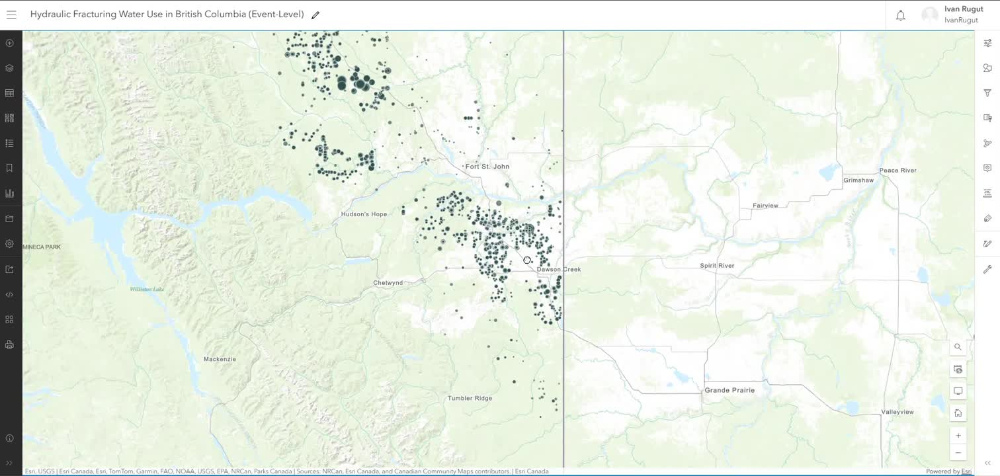 Hydraulic Fracturing Water Use in British Columbia (Event-Level)
Ivan Rugut
IvanRugut
Fort St. John
Peace River
Grimshaw
Fairview
Hudson's Hope
MINECA PARK
Spirit River
Dawson Creek
Chetwynd
Williston Lake
Mackenzie
Grande Prairie
Tumbler Ridge
Valleyview
Esri, USGS | Esri Canada, Esri, TomTom, Garmin, FAO, NOAA, USGS, EPA, NRCan, Parks Canada | Sources: NRCan, Esri Canada, and Canadian Community Maps contributors. | Esri Canada
Powered by Esri